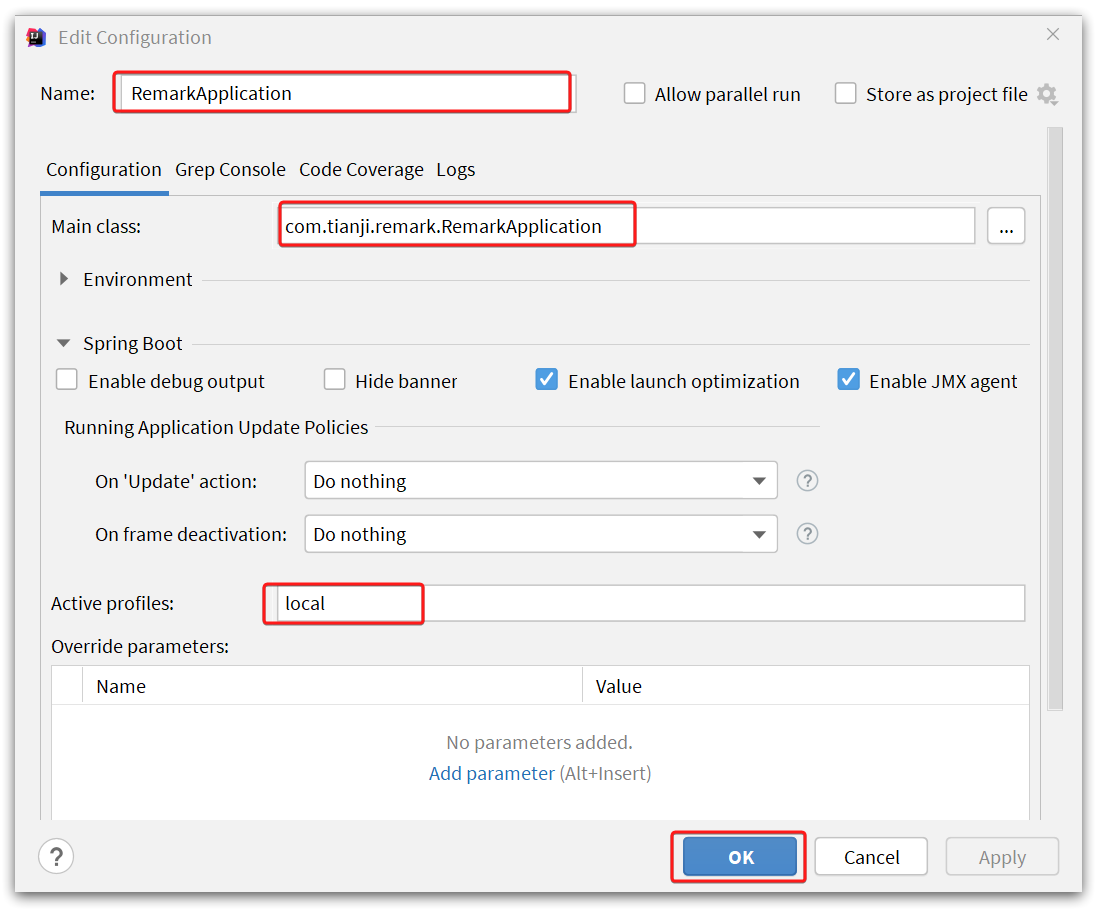 Edit Configuration
Name: RemarkApplication Allow parallel run Store as project file
Configuration Grep Console Code Coverage Logs
Main class: com.tianji.remark.RemarkApplication ...
Environment
Spring Boot
Enable debug output Hide banner Enable launch optimization Enable JMX agent
Running Application Update Policies
On 'Update' action: Do nothing ?
On frame deactivation: Do nothing ?
Active profiles: local
Override parameters:
Name Value
No parameters added.
Add parameter (Alt+Insert)
? OK Cancel Apply